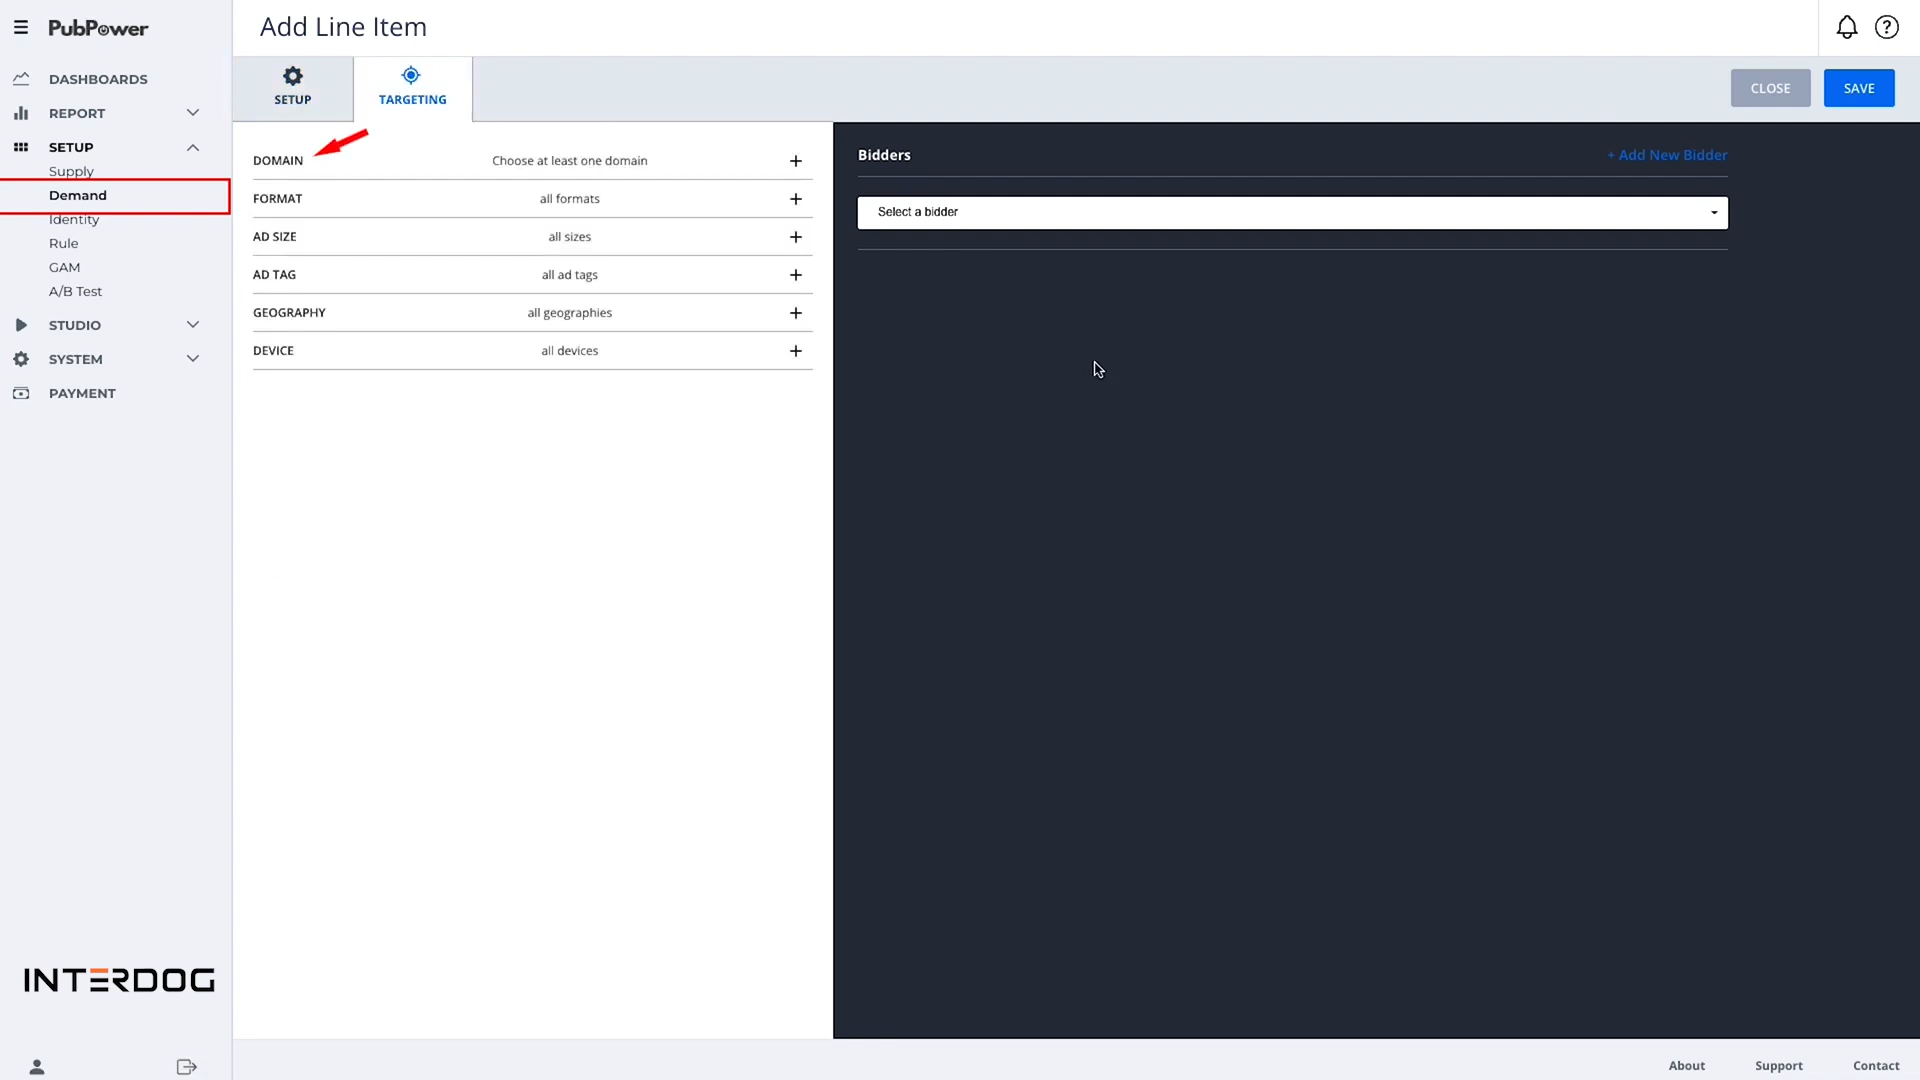 PubPower
Add Line Item
DASHBOARDS
REPORT
SETUP
Supply
Demand
Identity
Rule
GAM
A/B Test
STUDIO
SYSTEM
PAYMENT
INTERDOG
SETUP
TARGETING
CLOSE
SAVE
DOMAIN Choose at least one domain
FORMAT all formats
AD SIZE all sizes
AD TAG all ad tags
GEOGRAPHY all geographies
DEVICE all devices
Bidders
+ Add New Bidder
Select a bidder
About
Support
Contact